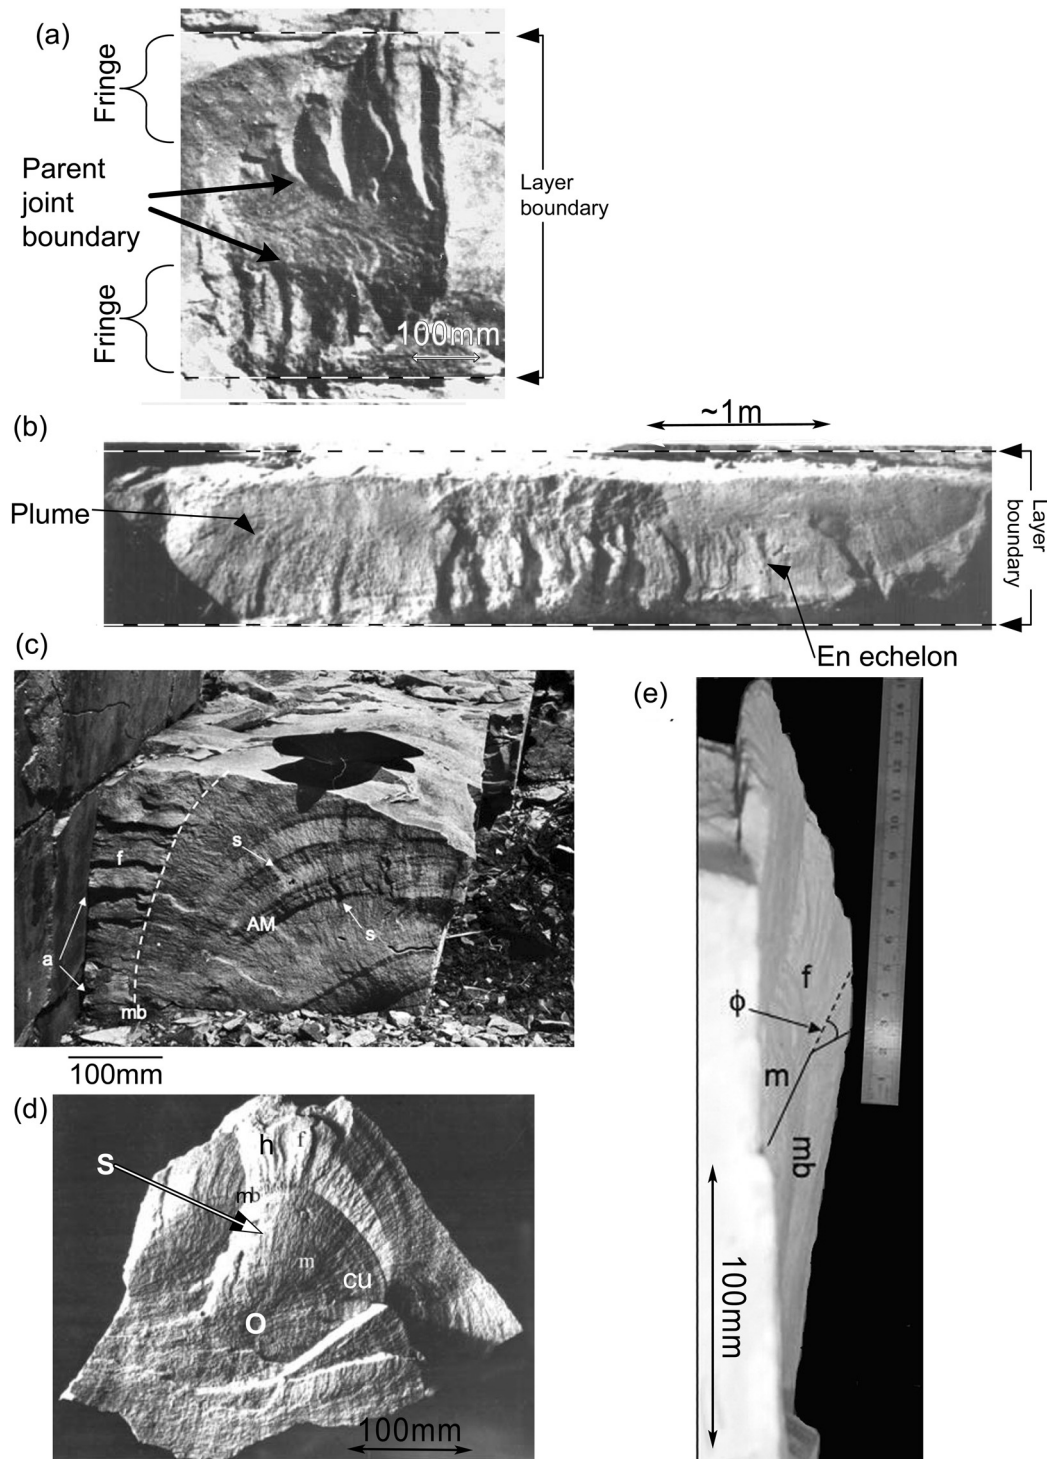 (a)
Fringe
Parent
joint
boundary
Fringe
Layer
boundary
100mm
(b)
~1m
Plume
Layer
boundary
En echelon
(c)
s
f
AM
s
a
mb
100mm
(d)
h
f
S
mb
m
cu
O
100mm
(e)
f
ϕ
m
mb
100mm